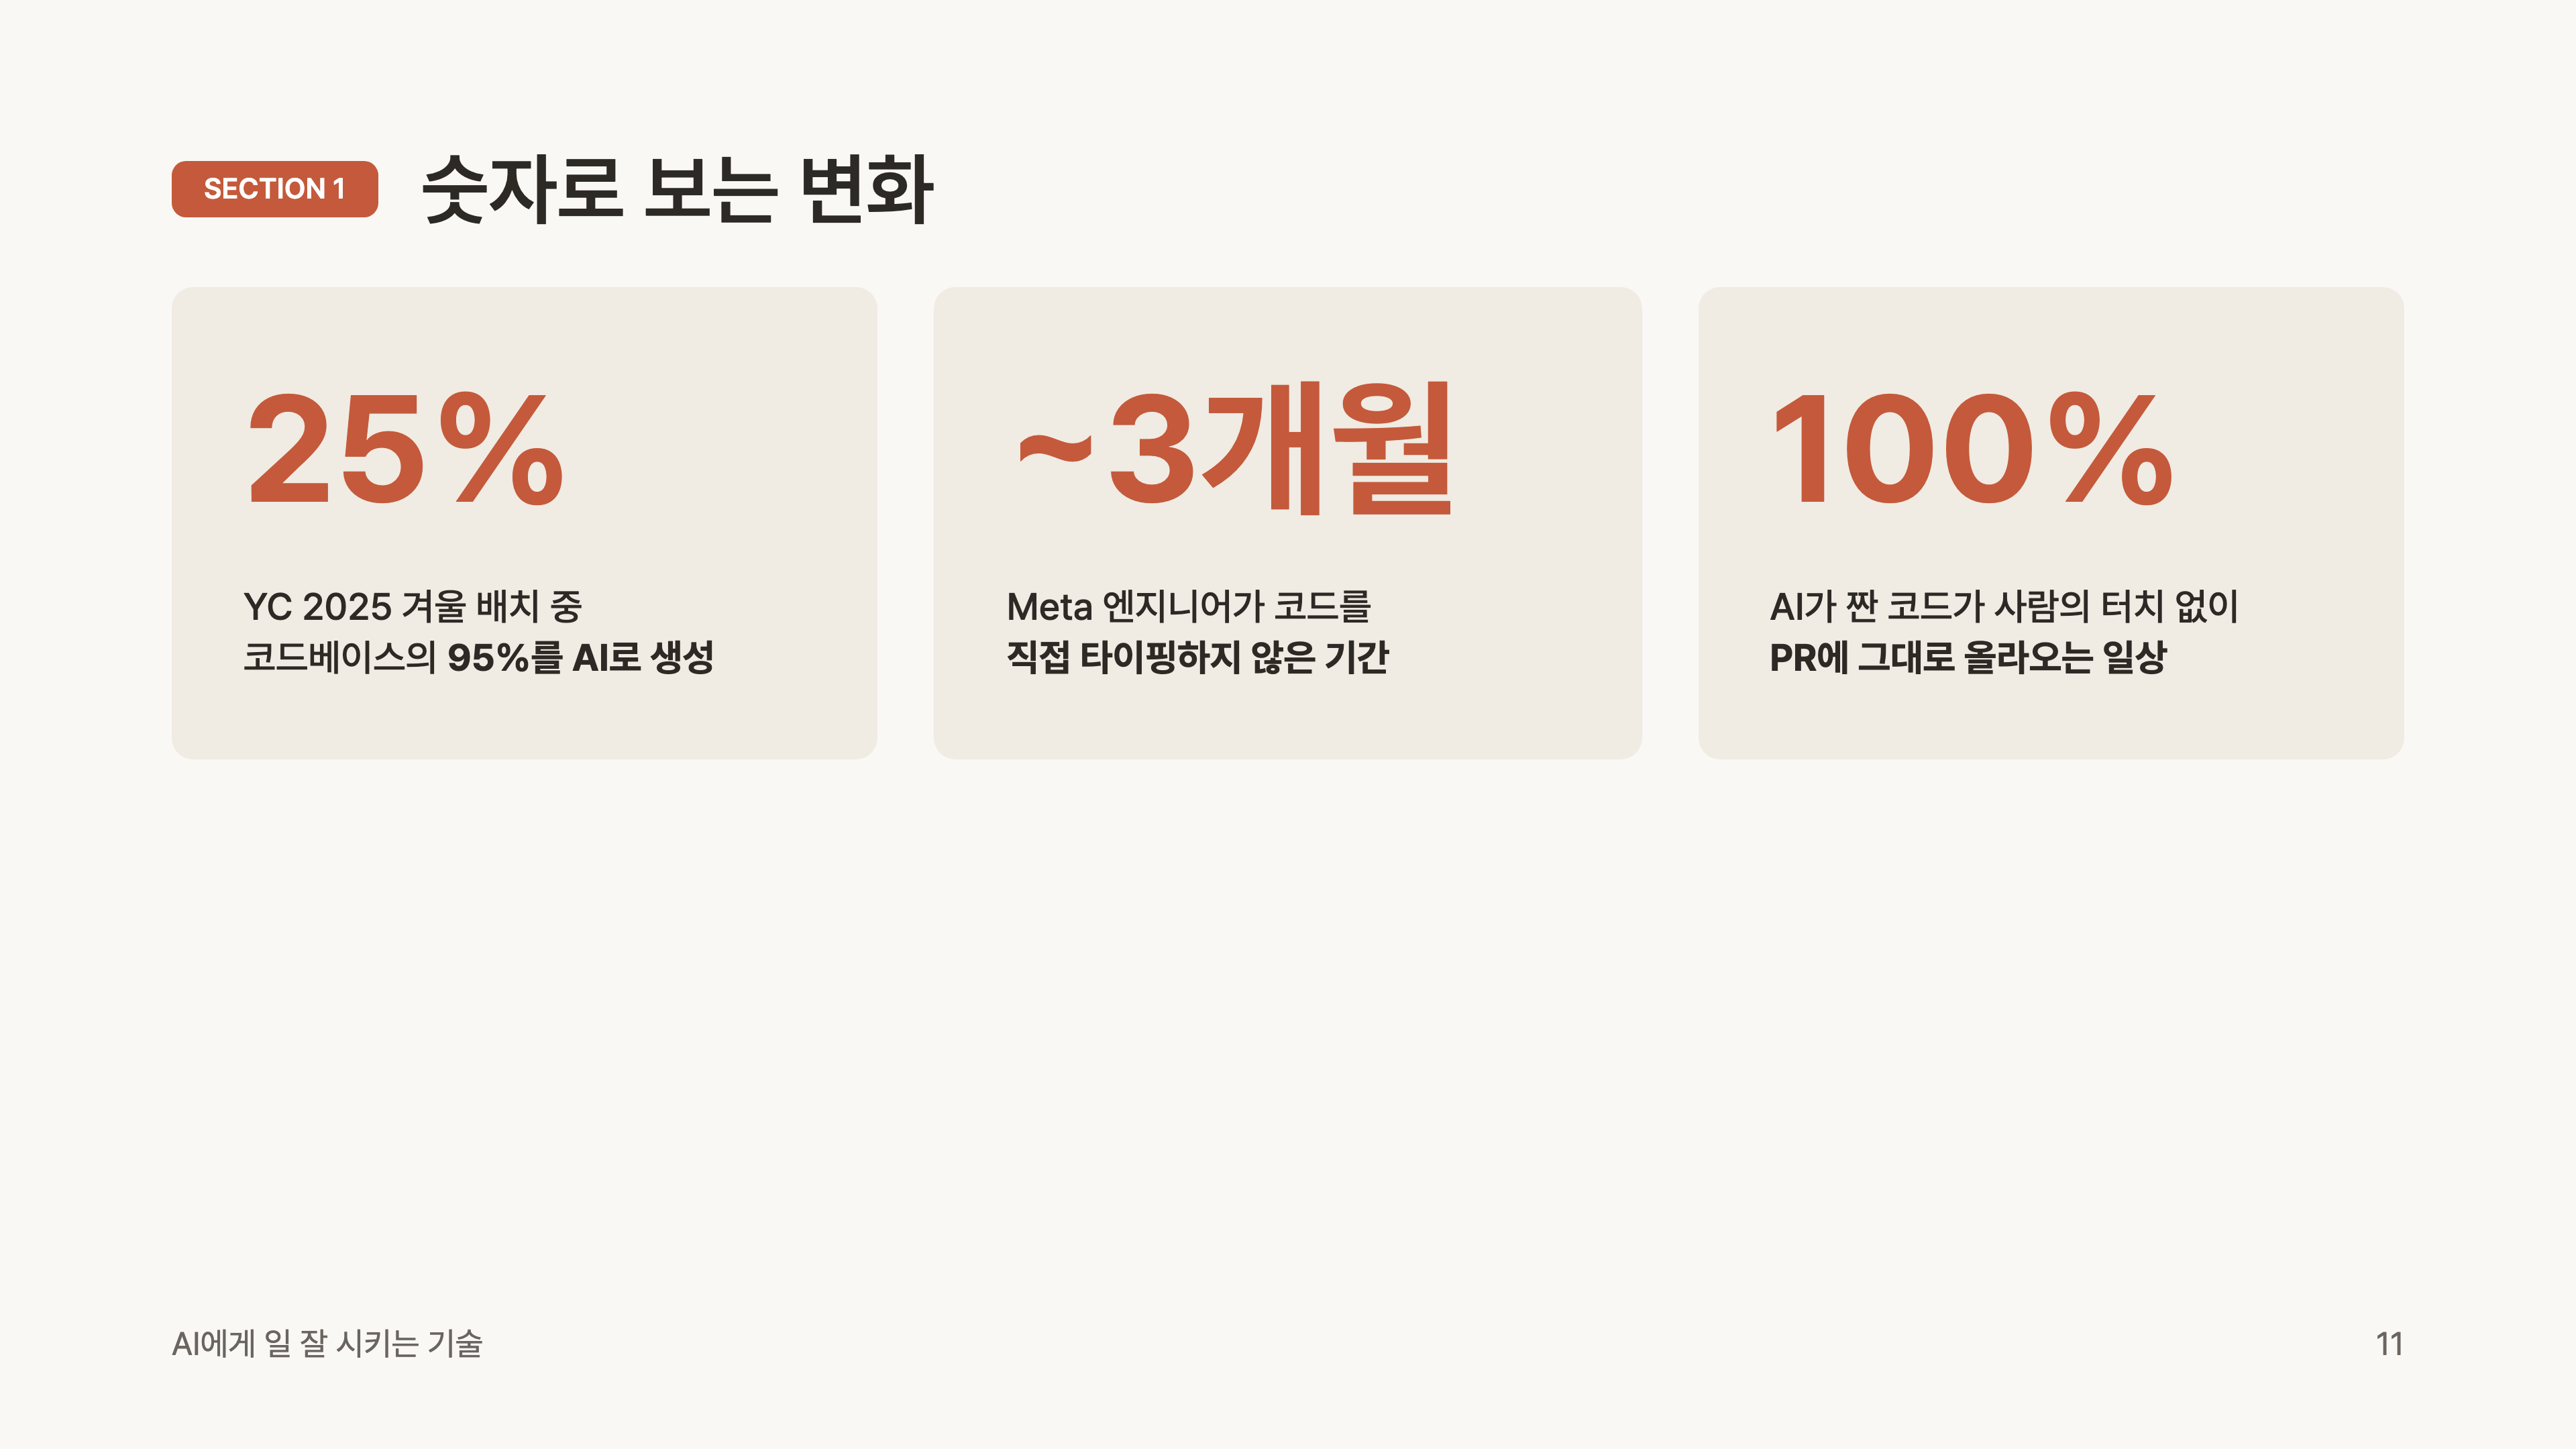 SECTION 1
숫자로 보는 변화
25%
YC 2025 겨울 배치 중
코드베이스의 95%를 AI로 생성
~3개월
Meta 엔지니어가 코드를
직접 타이핑하지 않은 기간
100%
AI가 짠 코드가 사람의 터치 없이
PR에 그대로 올라오는 일상
AI에게 일 잘 시키는 기술
11